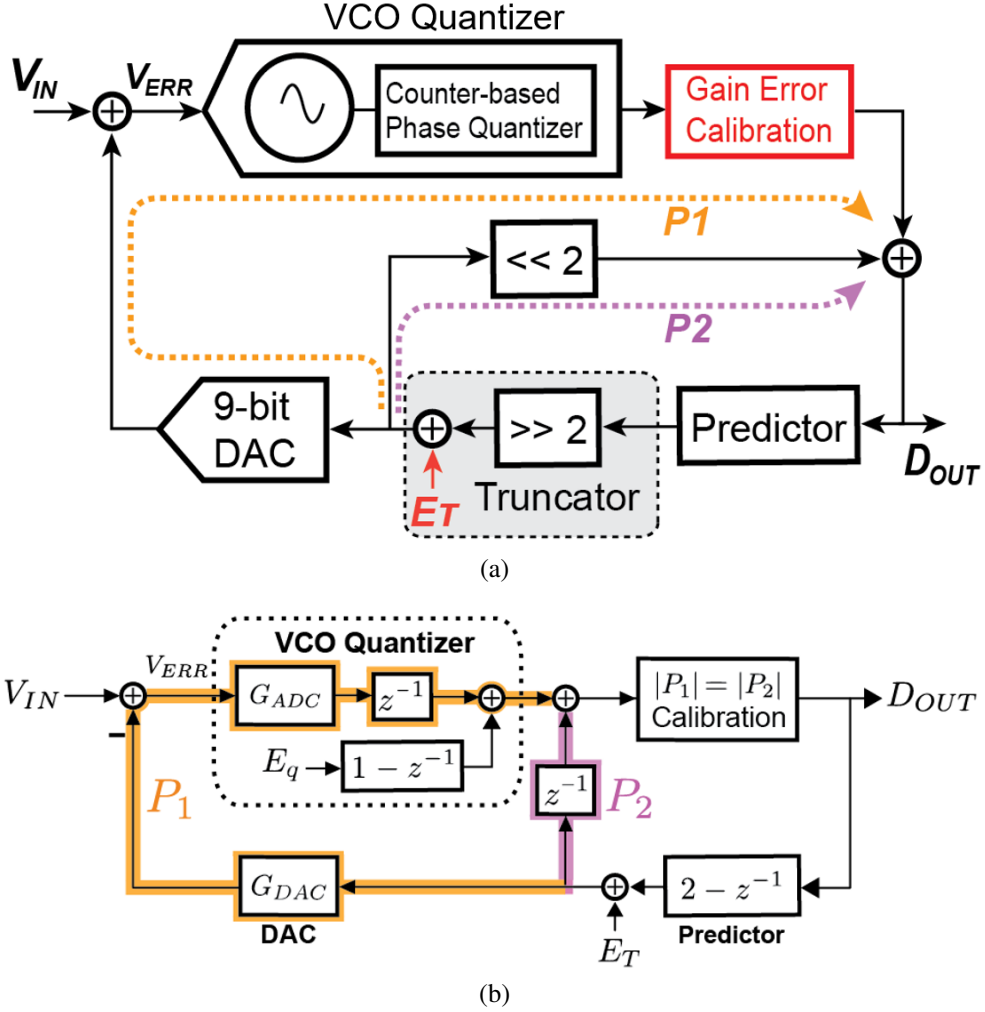 VCO Quantizer
V_IN
V_ERR
Counter-based
Phase Quantizer
Gain Error
Calibration
P1
<< 2
P2
9-bit
DAC
>> 2
Predictor
Truncator
E_T
D_OUT
(a)
VCO Quantizer
V_ERR
V_IN
G_ADC
z^{-1}
|P_1| = |P_2|
Calibration
D_OUT
E_q
1 − z^{-1}
P_1
z^{-1}
P_2
−
G_DAC
DAC
2 − z^{-1}
Predictor
E_T
(b)